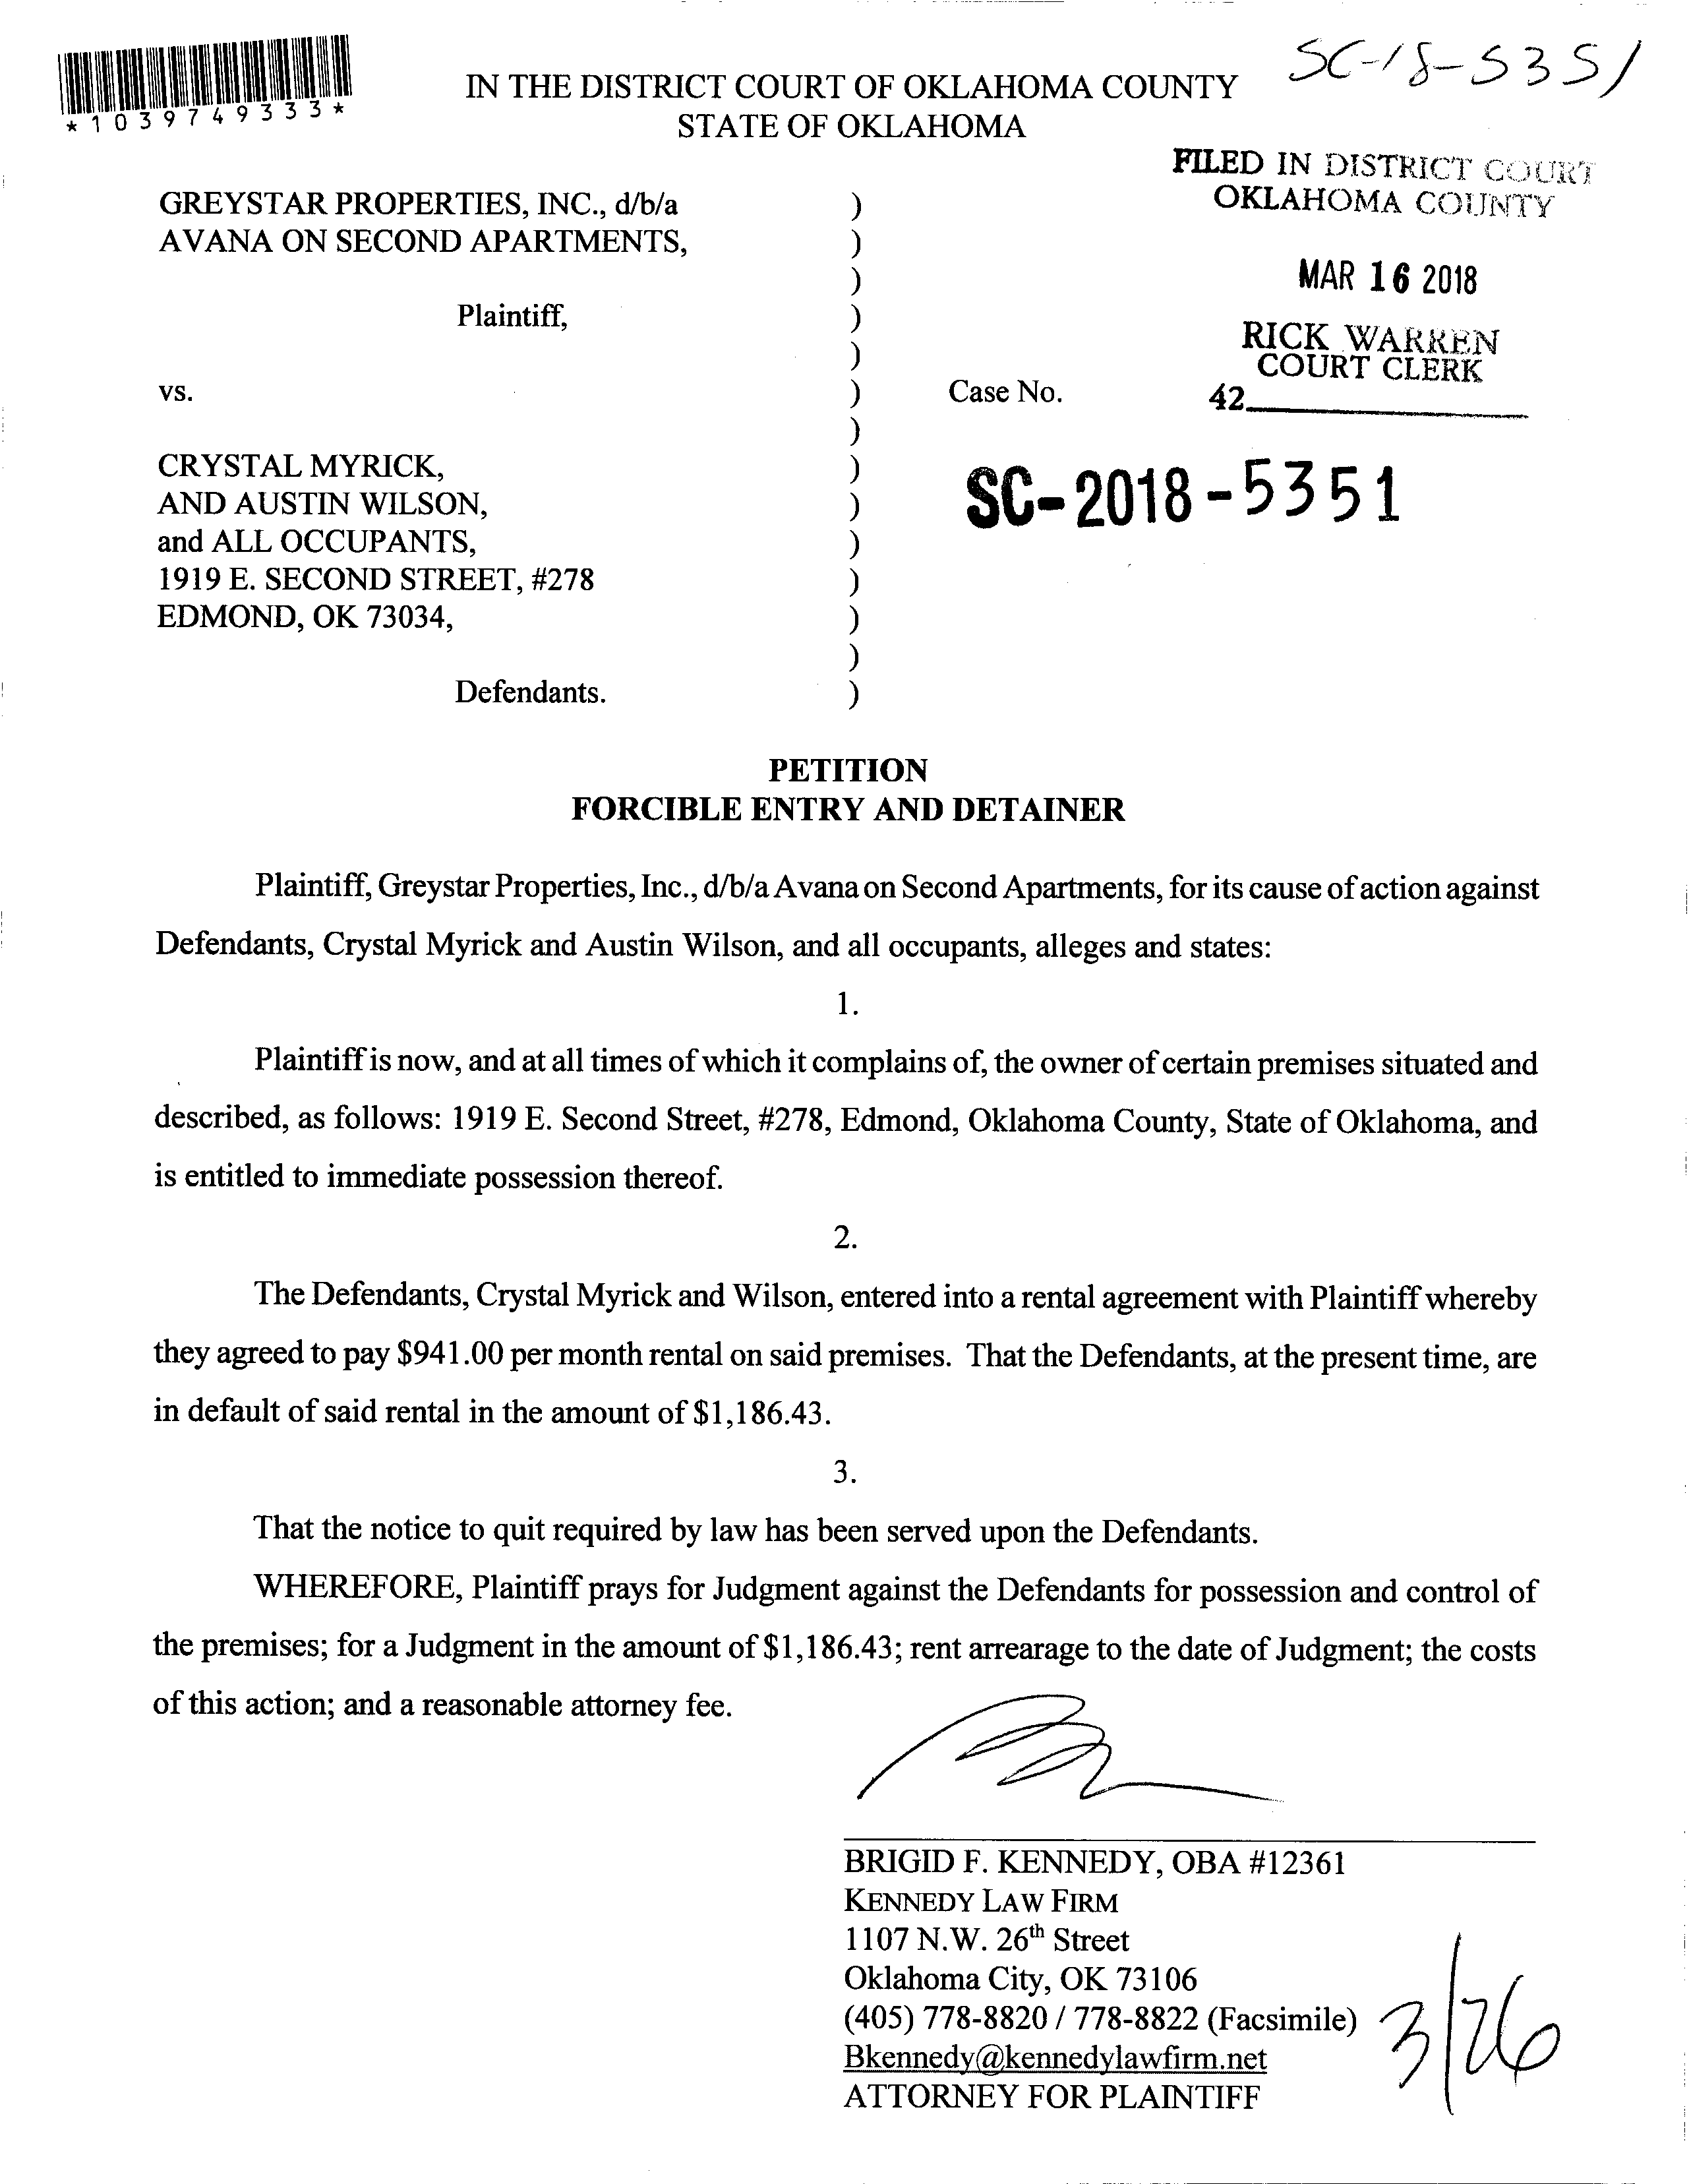 *1039749333*
SC-18-5351
IN THE DISTRICT COURT OF OKLAHOMA COUNTY
STATE OF OKLAHOMA
FILED IN DISTRICT COURT
OKLAHOMA COUNTY
MAR 16 2018
RICK WARREN
COURT CLERK
42
GREYSTAR PROPERTIES, INC., d/b/a )
AVANA ON SECOND APARTMENTS, )
)
Plaintiff, )
)
vs. ) Case No.
)
CRYSTAL MYRICK, ) SC-2018-5351
AND AUSTIN WILSON, )
and ALL OCCUPANTS, )
1919 E. SECOND STREET, #278 )
EDMOND, OK 73034, )
)
Defendants. )
PETITION
FORCIBLE ENTRY AND DETAINER
Plaintiff, Greystar Properties, Inc., d/b/a Avana on Second Apartments, for its cause of action against
Defendants, Crystal Myrick and Austin Wilson, and all occupants, alleges and states:
1.
Plaintiff is now, and at all times of which it complains of, the owner of certain premises situated and
described, as follows: 1919 E. Second Street, #278, Edmond, Oklahoma County, State of Oklahoma, and
is entitled to immediate possession thereof.
2.
The Defendants, Crystal Myrick and Wilson, entered into a rental agreement with Plaintiff whereby
they agreed to pay $941.00 per month rental on said premises. That the Defendants, at the present time, are
in default of said rental in the amount of $1,186.43.
3.
That the notice to quit required by law has been served upon the Defendants.
WHEREFORE, Plaintiff prays for Judgment against the Defendants for possession and control of
the premises; for a Judgment in the amount of $1,186.43; rent arrearage to the date of Judgment; the costs
of this action; and a reasonable attorney fee.
BRIGID F. KENNEDY, OBA #12361
KENNEDY LAW FIRM
1107 N.W. 26th Street
Oklahoma City, OK 73106
(405) 778-8820 / 778-8822 (Facsimile)
Bkennedy@kennedylawfirm.net
ATTORNEY FOR PLAINTIFF
3/26